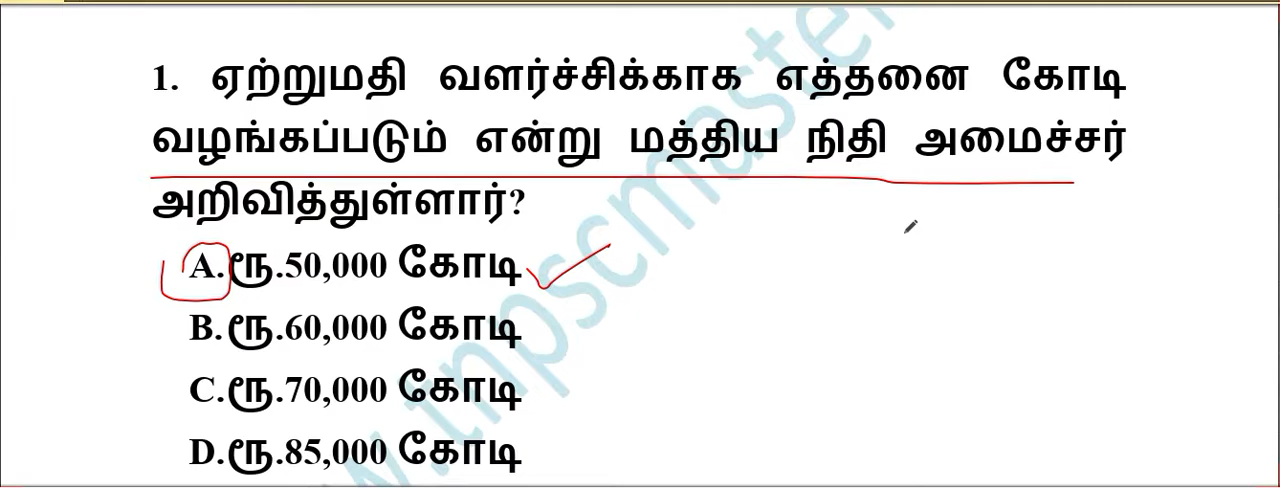 1. ஏற்றுமதி வளர்ச்சிக்காக எத்தனை கோடி
வழங்கப்படும் என்று மத்திய நிதி அமைச்சர்
அறிவித்துள்ளார்?
A.ரூ.50,000 கோடி
B.ரூ.60,000 கோடி
C.ரூ.70,000 கோடி
D.ரூ.85,000 கோடி
w.tnpscmaster